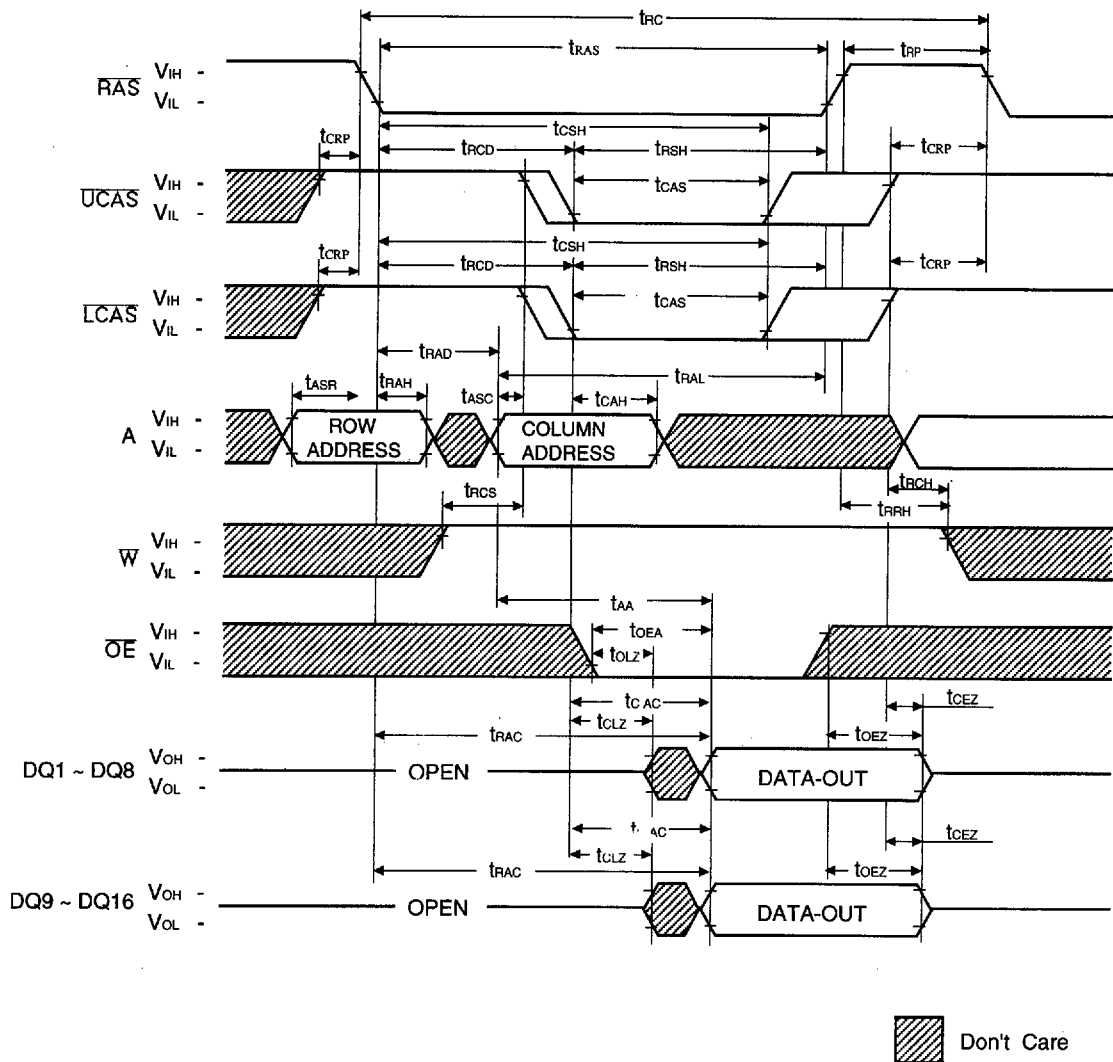 tRC
tRAS tRP
RAS VIH -
VIL -
tCSH
tCRP tRCD tRSH tCRP
UCAS VIH - tCAS
VIL -
tCSH
tCRP tRCD tRSH tCRP
LCAS VIH - tCAS
VIL -
tRAD tRAL
tASR tRAH tASC tCAH
A VIH - ROW ADDRESS COLUMN ADDRESS
VIL -
tRCS tRCH
tRRH
W VIH -
VIL -
tAA
OE VIH - tOEA
VIL - tOLZ
tCAC tCEZ
tCLZ
tRAC tOEZ
DQ1 ~ DQ8 VOH - OPEN DATA-OUT
VOL -
tCEZ
tCLZ
tRAC tOEZ
DQ9 ~ DQ16 VOH - OPEN DATA-OUT
VOL -
Don't Care